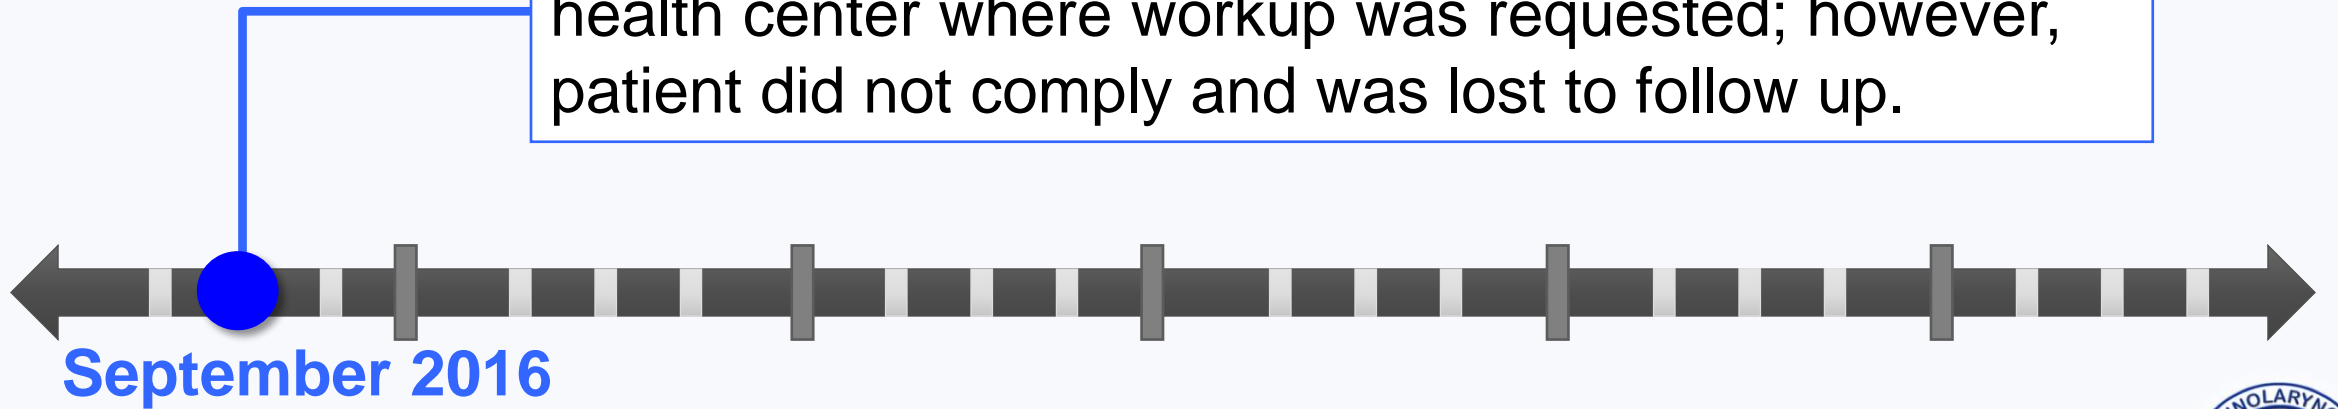 health center where workup was requested; however,
patient did not comply and was lost to follow up.
September 2016